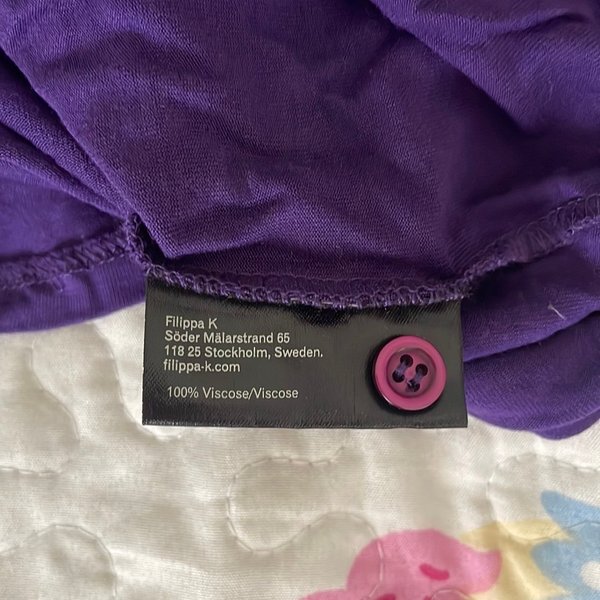 Filippa K
Söder Mälarstrand 65
118 25 Stockholm, Sweden.
filippa-k.com
100% Viscose/Viscose